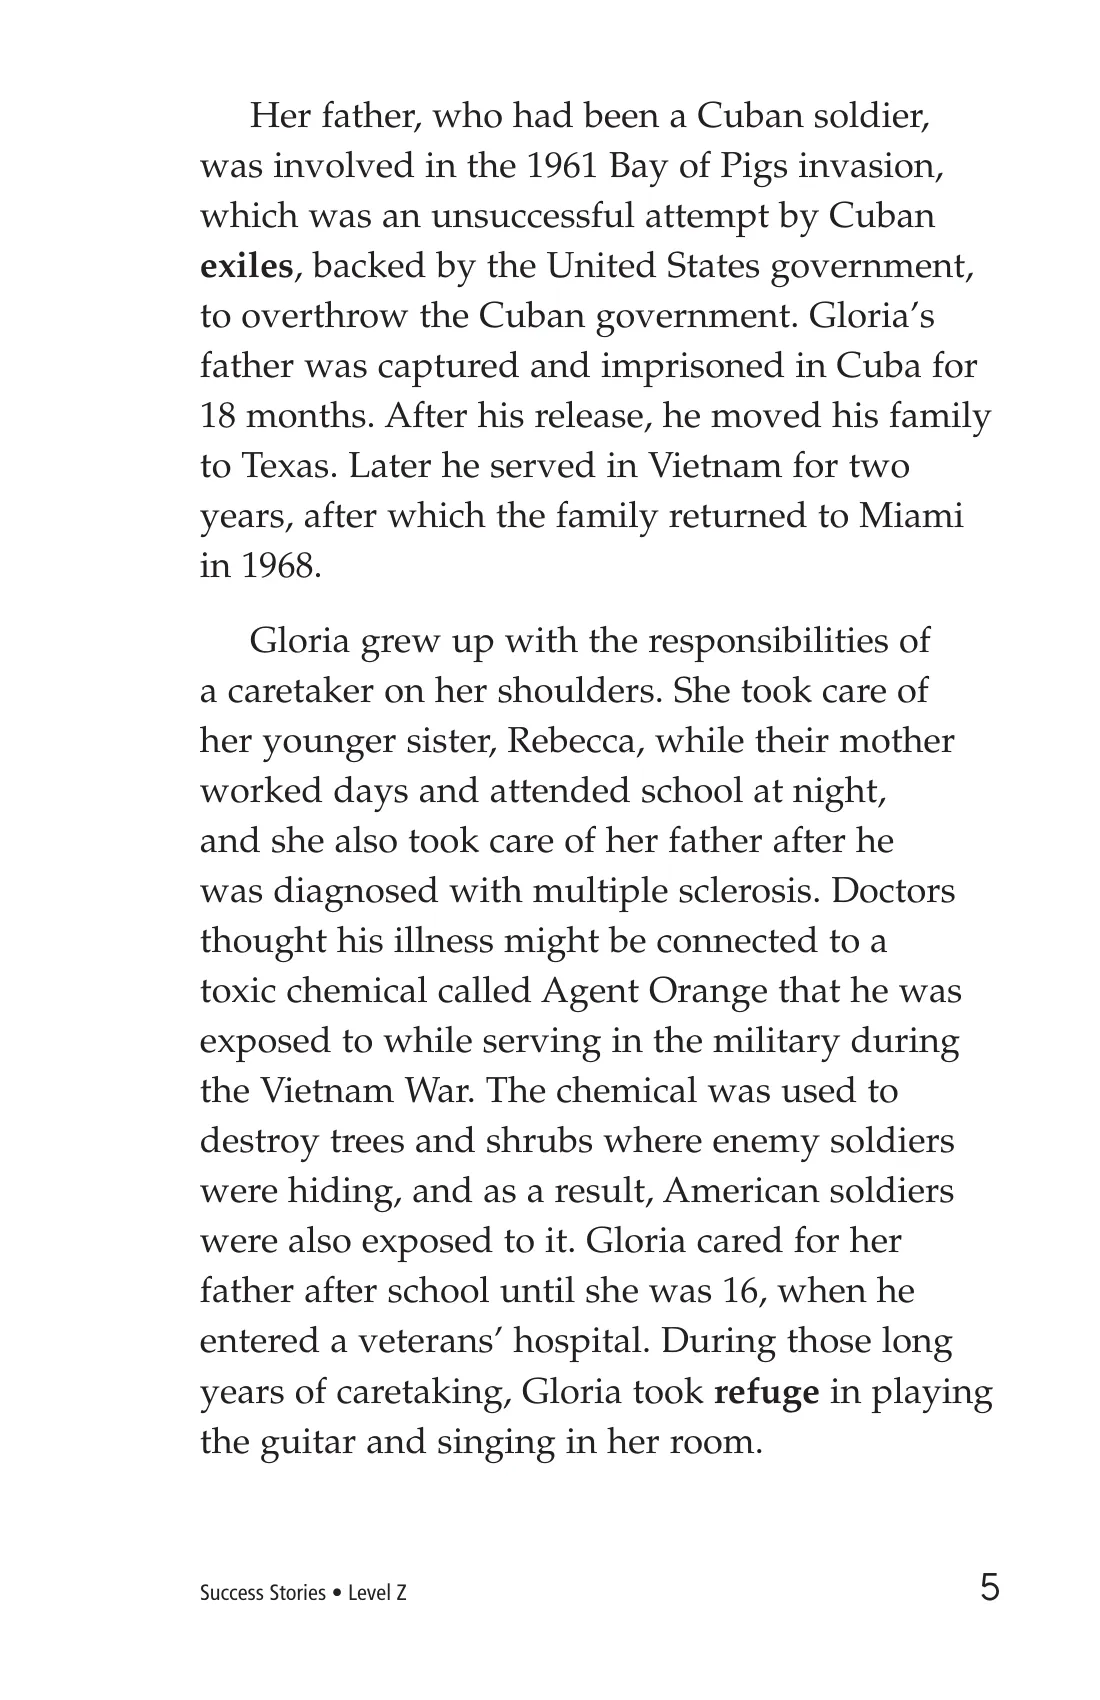 Her father, who had been a Cuban soldier,
was involved in the 1961 Bay of Pigs invasion,
which was an unsuccessful attempt by Cuban
exiles, backed by the United States government,
to overthrow the Cuban government. Gloria’s
father was captured and imprisoned in Cuba for
18 months. After his release, he moved his family
to Texas. Later he served in Vietnam for two
years, after which the family returned to Miami
in 1968.
Gloria grew up with the responsibilities of
a caretaker on her shoulders. She took care of
her younger sister, Rebecca, while their mother
worked days and attended school at night,
and she also took care of her father after he
was diagnosed with multiple sclerosis. Doctors
thought his illness might be connected to a
toxic chemical called Agent Orange that he was
exposed to while serving in the military during
the Vietnam War. The chemical was used to
destroy trees and shrubs where enemy soldiers
were hiding, and as a result, American soldiers
were also exposed to it. Gloria cared for her
father after school until she was 16, when he
entered a veterans’ hospital. During those long
years of caretaking, Gloria took refuge in playing
the guitar and singing in her room.
Success Stories • Level Z
5